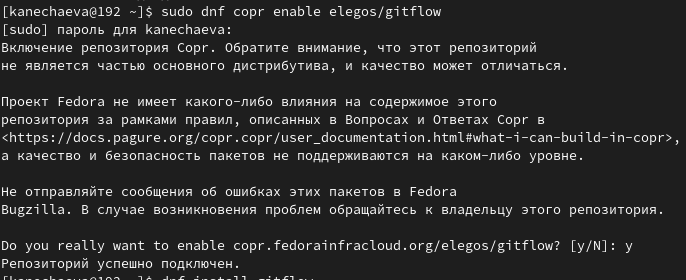 [kanechaeva@192 ~]$ sudo dnf copr enable elegos/gitflow
[sudo] пароль для kanechaeva:
Включение репозитория Copr. Обратите внимание, что этот репозиторий
не является частью основного дистрибутива, и качество может отличаться.
Проект Fedora не имеет какого-либо влияния на содержимое этого
репозитория за рамками правил, описанных в Вопросах и Ответах Copr в
<https://docs.pagure.org/copr.copr/user_documentation.html#what-i-can-build-in-copr>,
а качество и безопасность пакетов не поддерживаются на каком-либо уровне.
Не отправляйте сообщения об ошибках этих пакетов в Fedora
Bugzilla. В случае возникновения проблем обращайтесь к владельцу этого репозитория.
Do you really want to enable copr.fedorainfracloud.org/elegos/gitflow? [y/N]: y
Репозиторий успешно подключен.
[kanechaeva@192 ~]$ dnf install gitflow